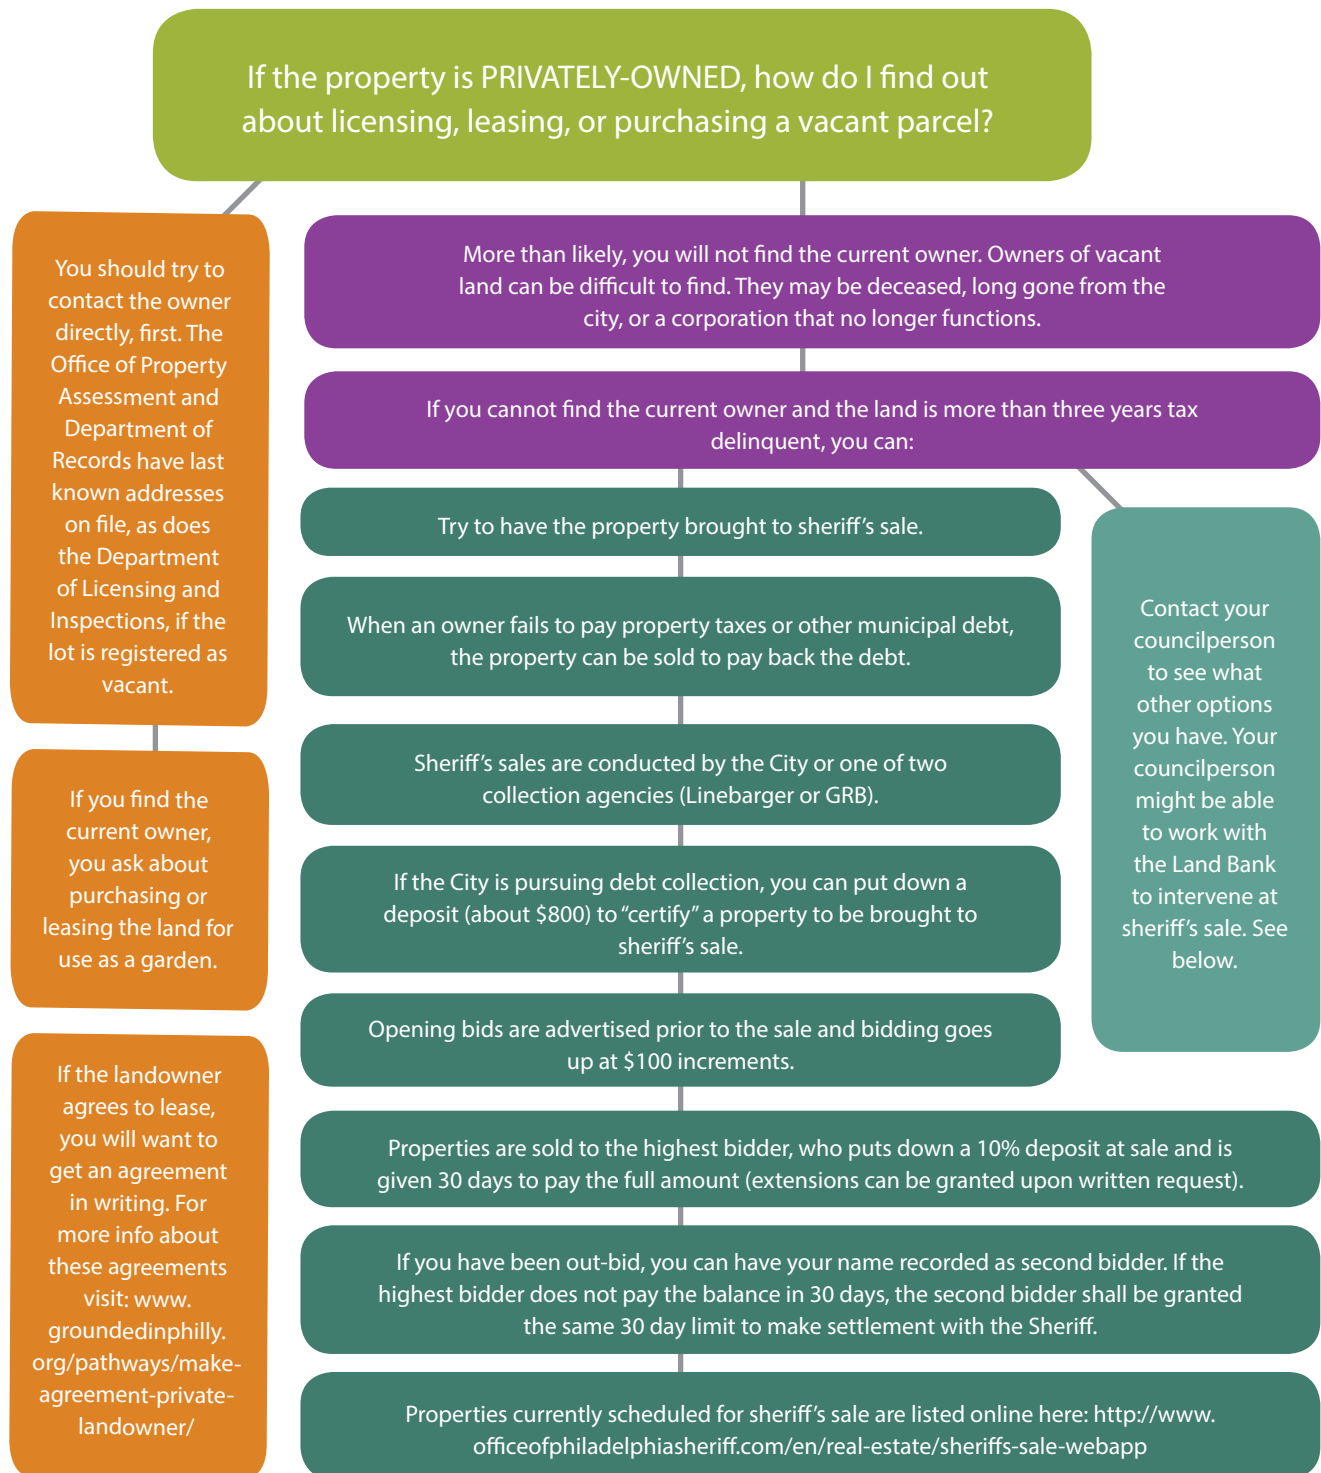 If the property is PRIVATELY-OWNED, how do I find out
about licensing, leasing, or purchasing a vacant parcel?
You should try to
contact the owner
directly, first. The
Office of Property
Assessment and
Department of
Records have last
known addresses
on file, as does
the Department
of Licensing and
Inspections, if the
lot is registered as
vacant.
If you find the
current owner,
you ask about
purchasing or
leasing the land for
use as a garden.
If the landowner
agrees to lease,
you will want to
get an agreement
in writing. For
more info about
these agreements
visit: www.
groundedinphilly.
org/pathways/make-
agreement-private-
landowner/
More than likely, you will not find the current owner. Owners of vacant
land can be difficult to find. They may be deceased, long gone from the
city, or a corporation that no longer functions.
If you cannot find the current owner and the land is more than three years tax
delinquent, you can:
Try to have the property brought to sheriff's sale.
When an owner fails to pay property taxes or other municipal debt,
the property can be sold to pay back the debt.
Sheriff's sales are conducted by the City or one of two
collection agencies (Linebarger or GRB).
If the City is pursuing debt collection, you can put down a
deposit (about $800) to "certify" a property to be brought to
sheriff's sale.
Opening bids are advertised prior to the sale and bidding goes
up at $100 increments.
Properties are sold to the highest bidder, who puts down a 10% deposit at sale and is
given 30 days to pay the full amount (extensions can be granted upon written request).
If you have been out-bid, you can have your name recorded as second bidder. If the
highest bidder does not pay the balance in 30 days, the second bidder shall be granted
the same 30 day limit to make settlement with the Sheriff.
Properties currently scheduled for sheriff's sale are listed online here: http://www.
officeofphiladelphiasheriff.com/en/real-estate/sheriffs-sale-webapp
Contact your
councilperson
to see what
other options
you have. Your
councilperson
might be able
to work with
the Land Bank
to intervene at
sheriff's sale. See
below.